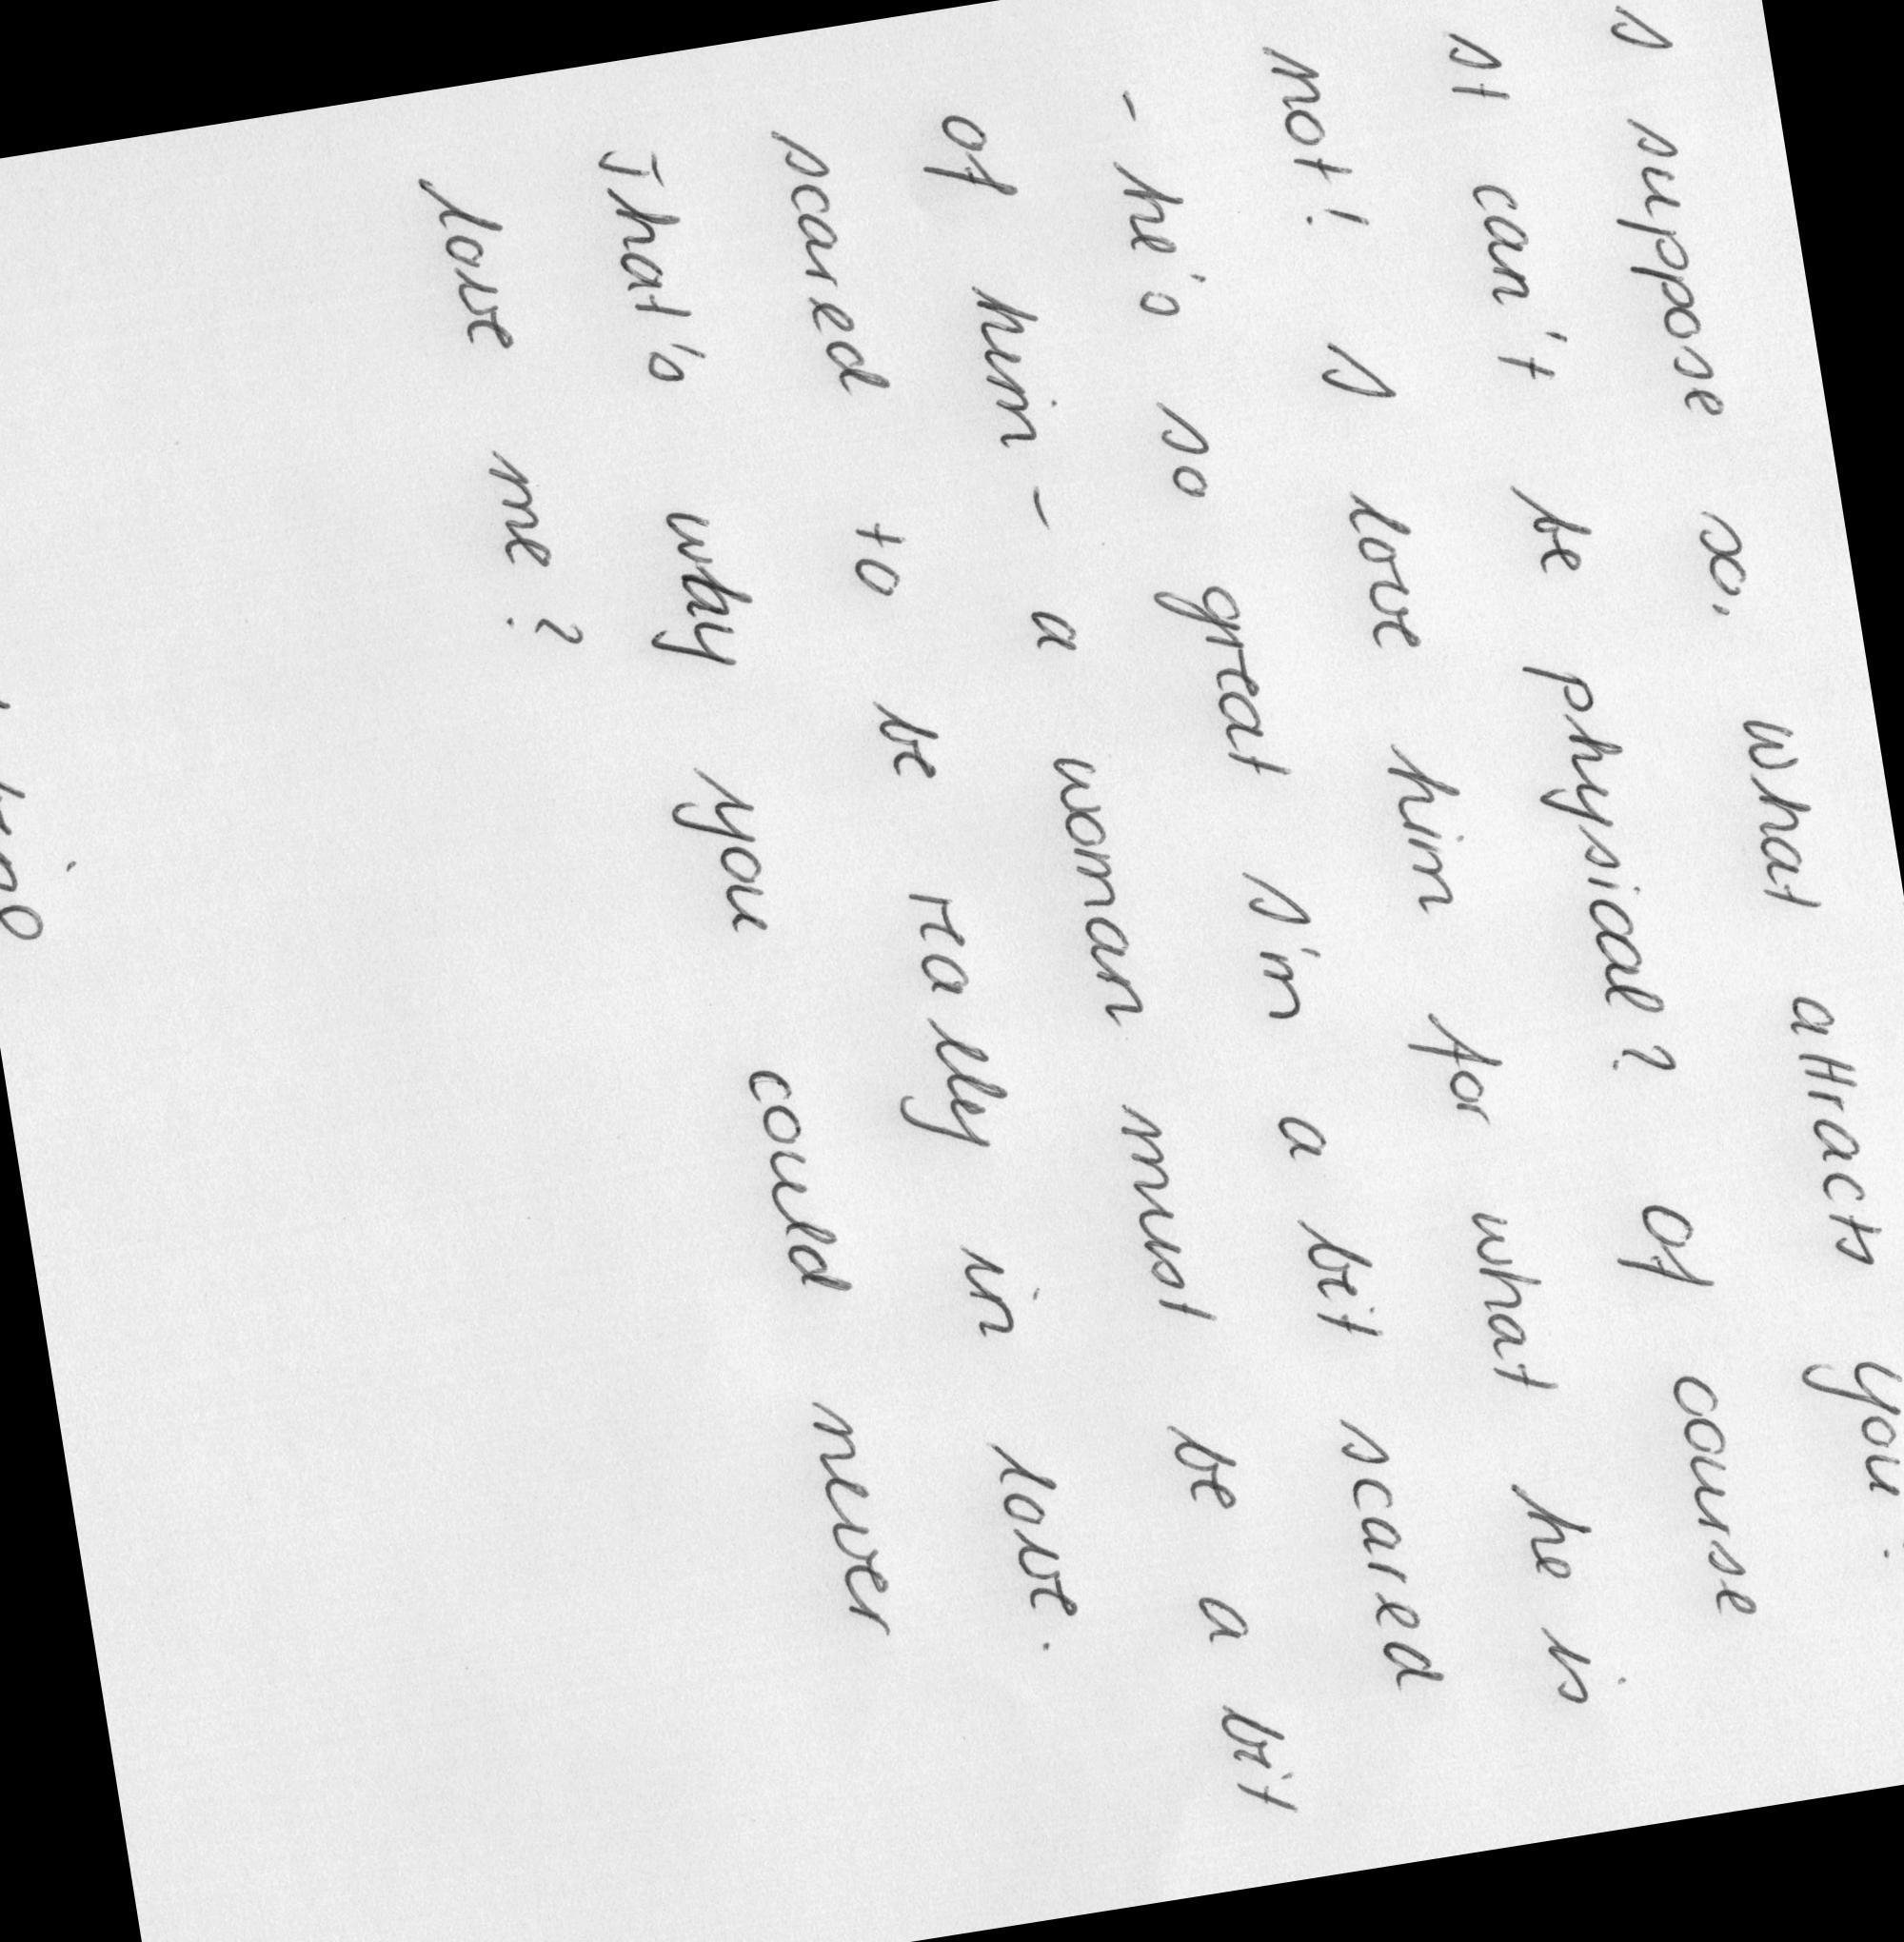 I suppose so. What attracts you?
It can't be physical? Of course
not! I love him for what he is
- he's so great I'm a bit scared
of him - a woman must be a bit
scared to be really in love.
That's why you could never
love me?